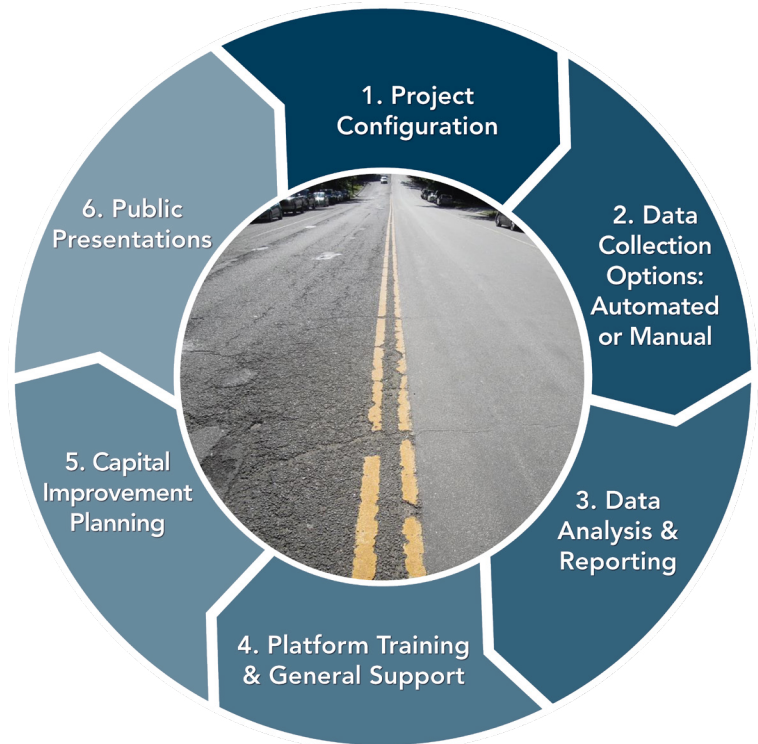 1. Project
Configuration
2. Data
Collection
Options:
Automated
or Manual
3. Data
Analysis &
Reporting
4. Platform Training
& General Support
5. Capital
Improvement
Planning
6. Public
Presentations